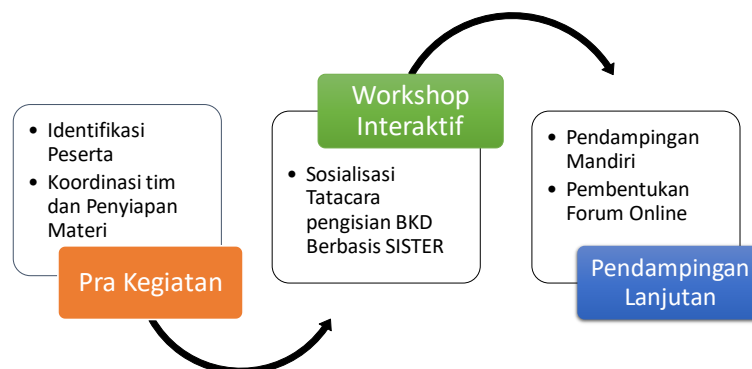 • Identifikasi
Peserta
• Koordinasi tim
dan Penyiapan
Materi
Pra Kegiatan
Workshop
Interaktif
• Sosialisasi
Tatacara
pengisian BKD
Berbasis SISTER
• Pendampingan
Mandiri
• Pembentukan
Forum Online
Pendampingan
Lanjutan